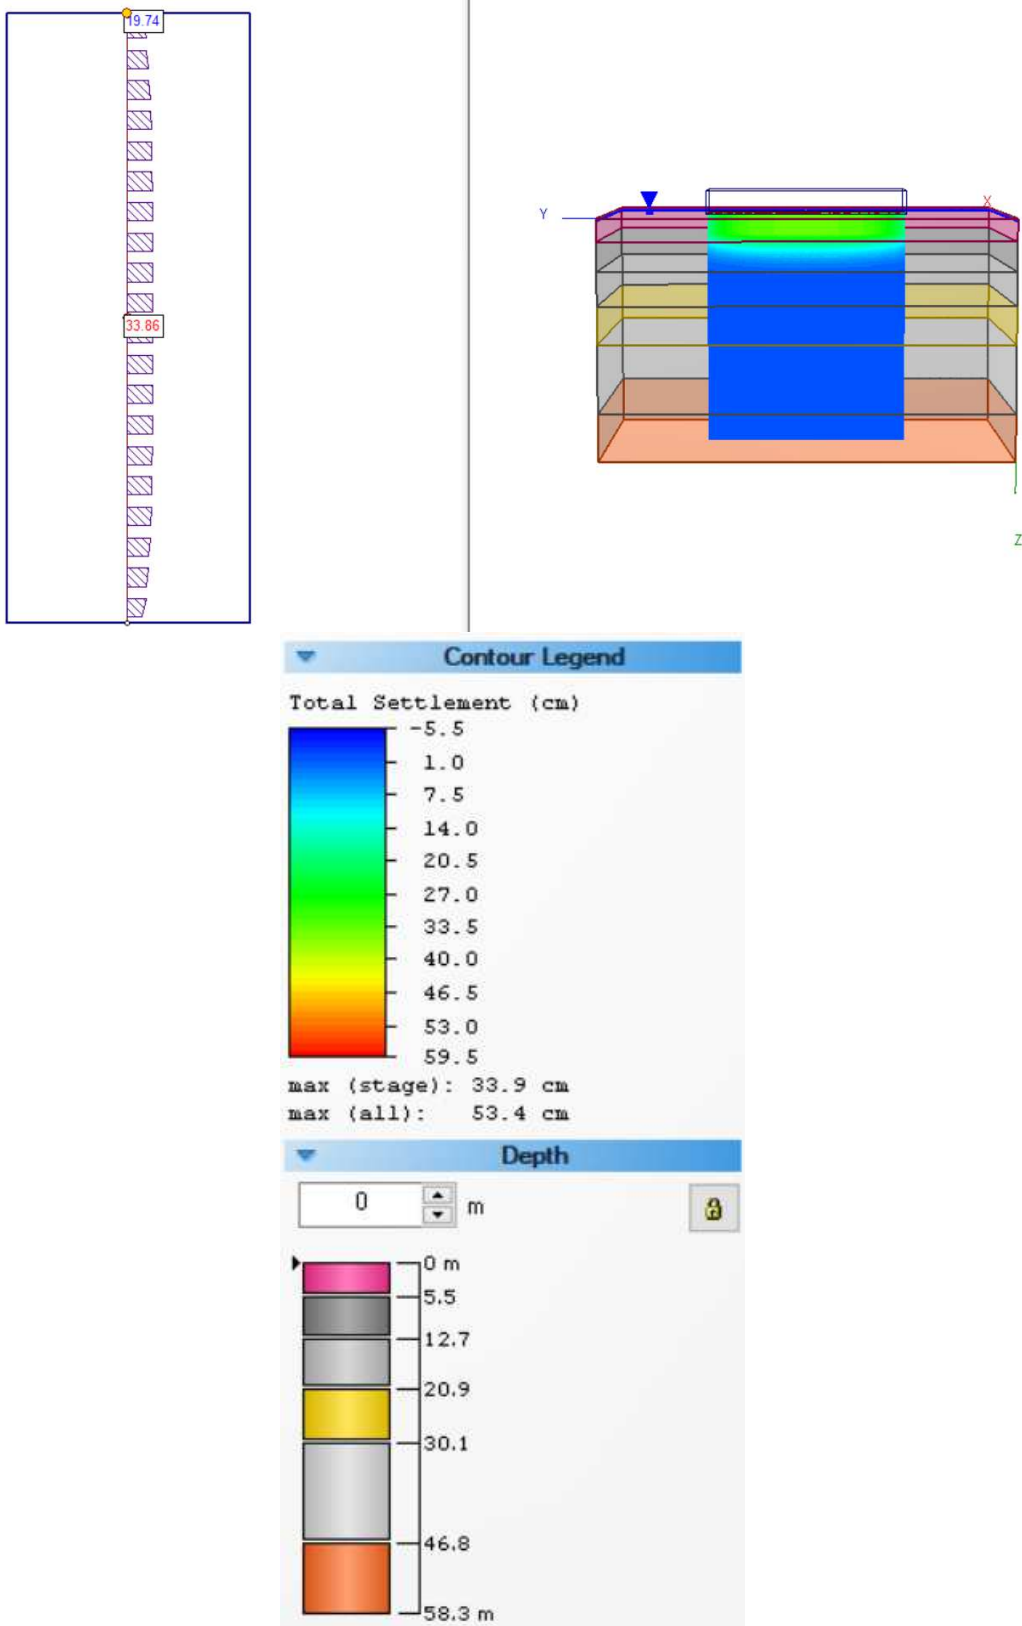 19.74
33.86
X
Y
Z
Contour Legend
Total Settlement (cm)
-5.5
1.0
7.5
14.0
20.5
27.0
33.5
40.0
46.5
53.0
59.5
max (stage): 33.9 cm
max (all): 53.4 cm
Depth
0 m
0 m
5.5
12.7
20.9
30.1
46.8
58.3 m